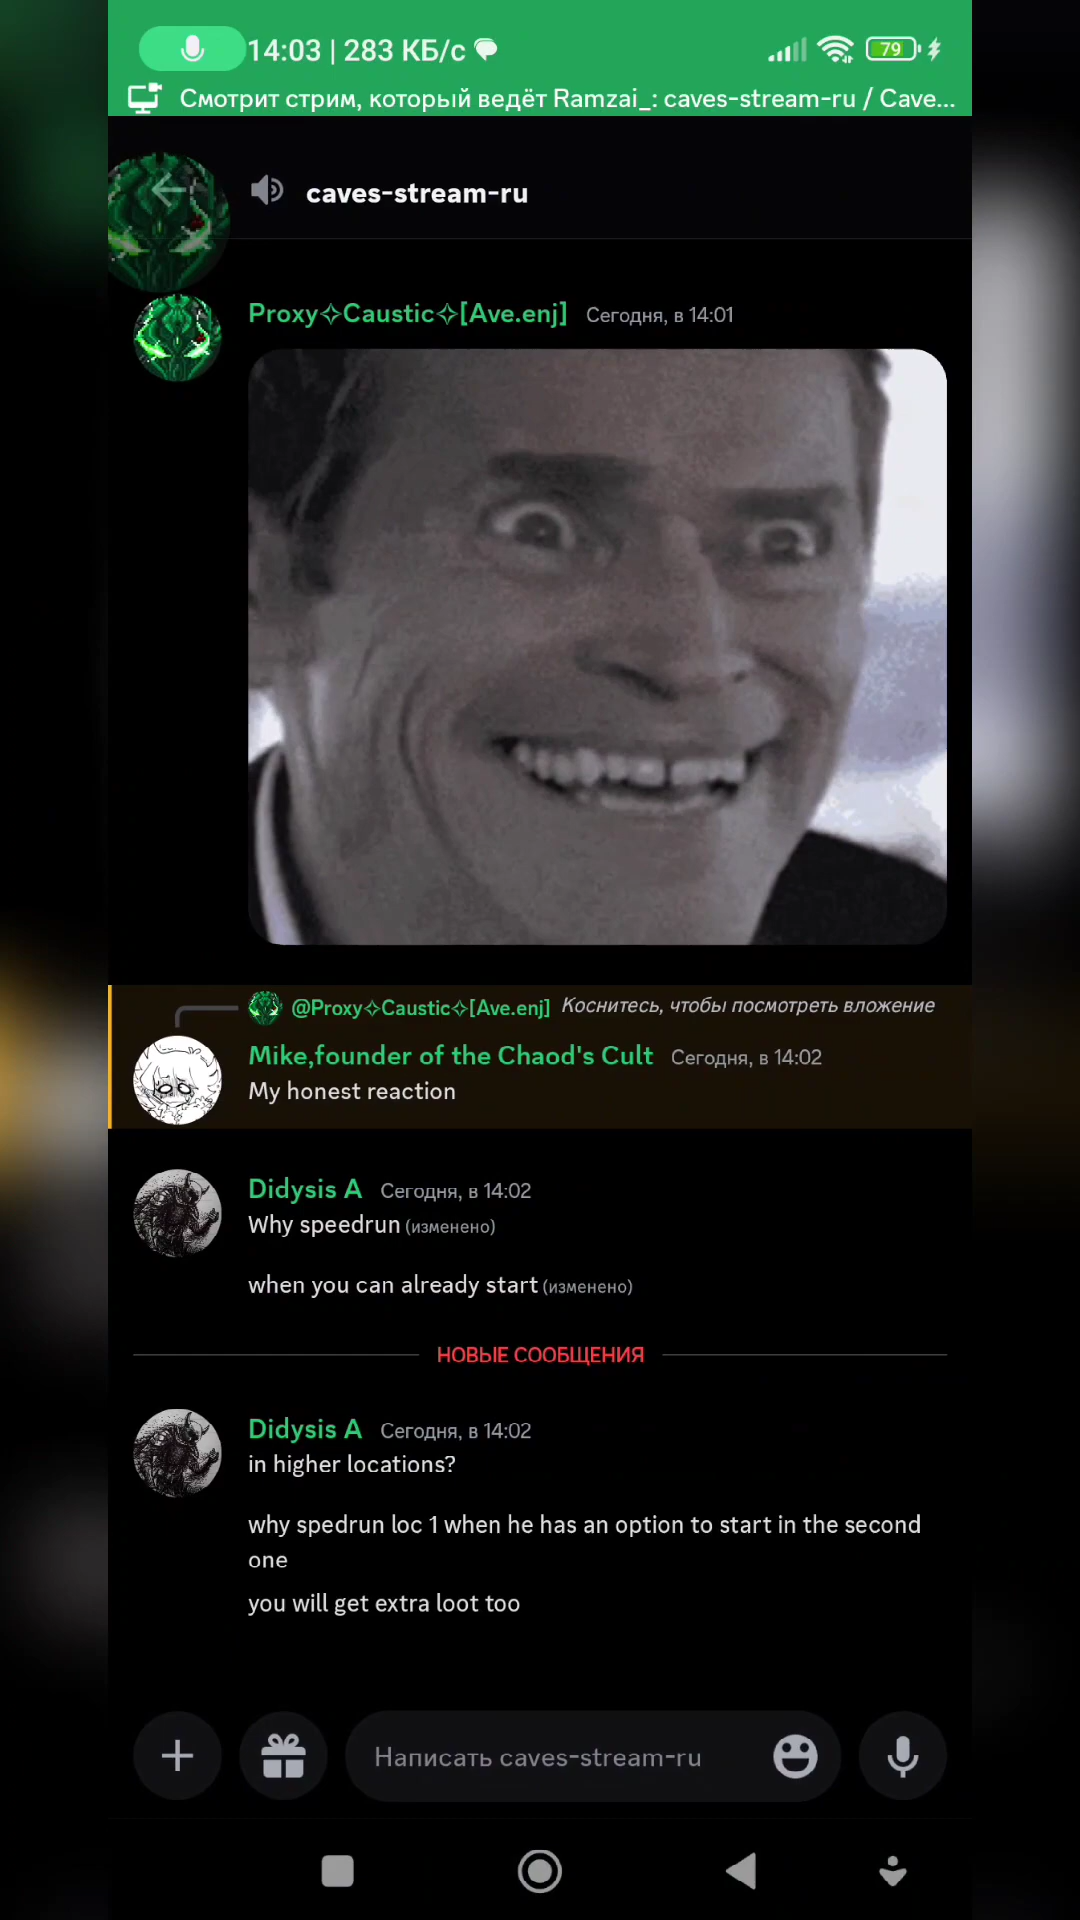 14:03 | 283 КБ/с
79
Смотрит стрим, который ведёт Ramzai_: caves-stream-ru / Cave...
caves-stream-ru
Proxy✧Caustic✧[Ave.enj] Сегодня, в 14:01
@Proxy✧Caustic✧[Ave.enj] Коснитесь, чтобы посмотреть вложение
Mike,founder of the Chaod's Cult Сегодня, в 14:02
My honest reaction
Didysis A Сегодня, в 14:02
Why speedrun (изменено)
when you can already start (изменено)
НОВЫЕ СООБЩЕНИЯ
Didysis A Сегодня, в 14:02
in higher locations?
why spedrun loc 1 when he has an option to start in the second
one
you will get extra loot too
Написать caves-stream-ru